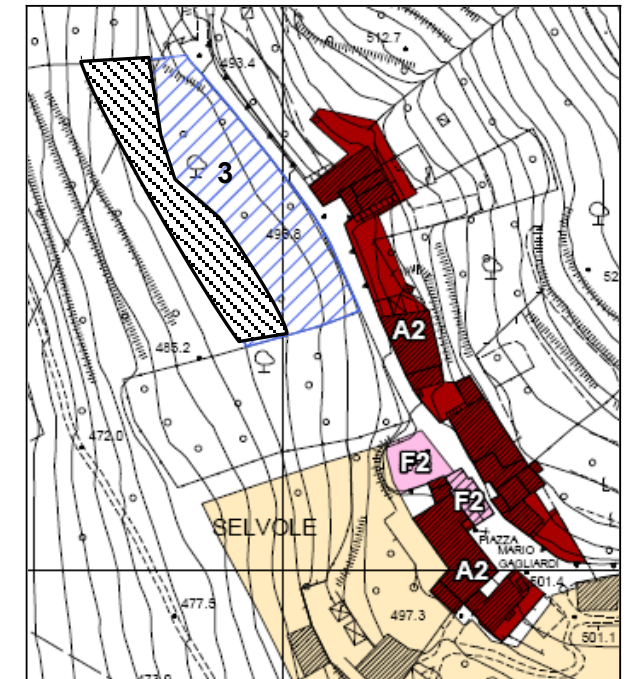 512.7
493.4
3
495.8
52
A2
485.2
472.0
F2
F2
SELVOLE
PIAZZA
MARIO
GAGLIARDI
A2
501.4
477.5
497.3
501.1